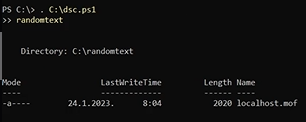 PS C:\> . C:\dsc.ps1
>> randomtext
Directory: C:\randomtext
Mode LastWriteTime Length Name
---- ------------- ------ ----
-a---- 24.1.2023. 8:04 2020 localhost.mof